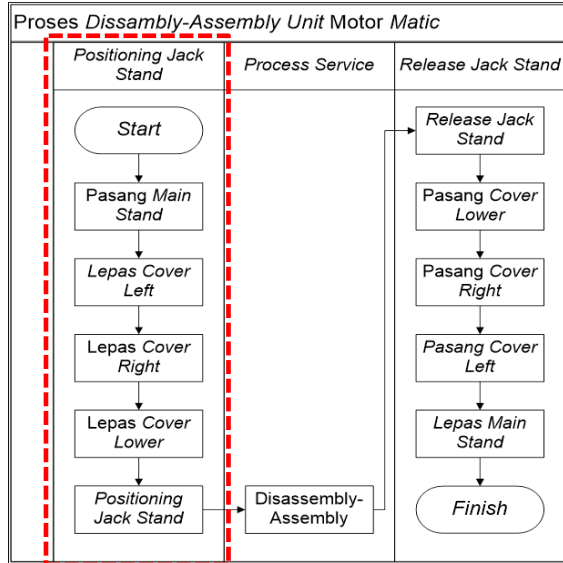 Proses Dissambly-Assembly Unit Motor Matic
Positioning Jack
Stand
Process Service
Release Jack Stand
Start
Pasang Main
Stand
Lepas Cover
Left
Lepas Cover
Right
Lepas Cover
Lower
Positioning
Jack Stand
Disassembly-
Assembly
Release Jack
Stand
Pasang Cover
Lower
Pasang Cover
Right
Pasang Cover
Left
Lepas Main
Stand
Finish